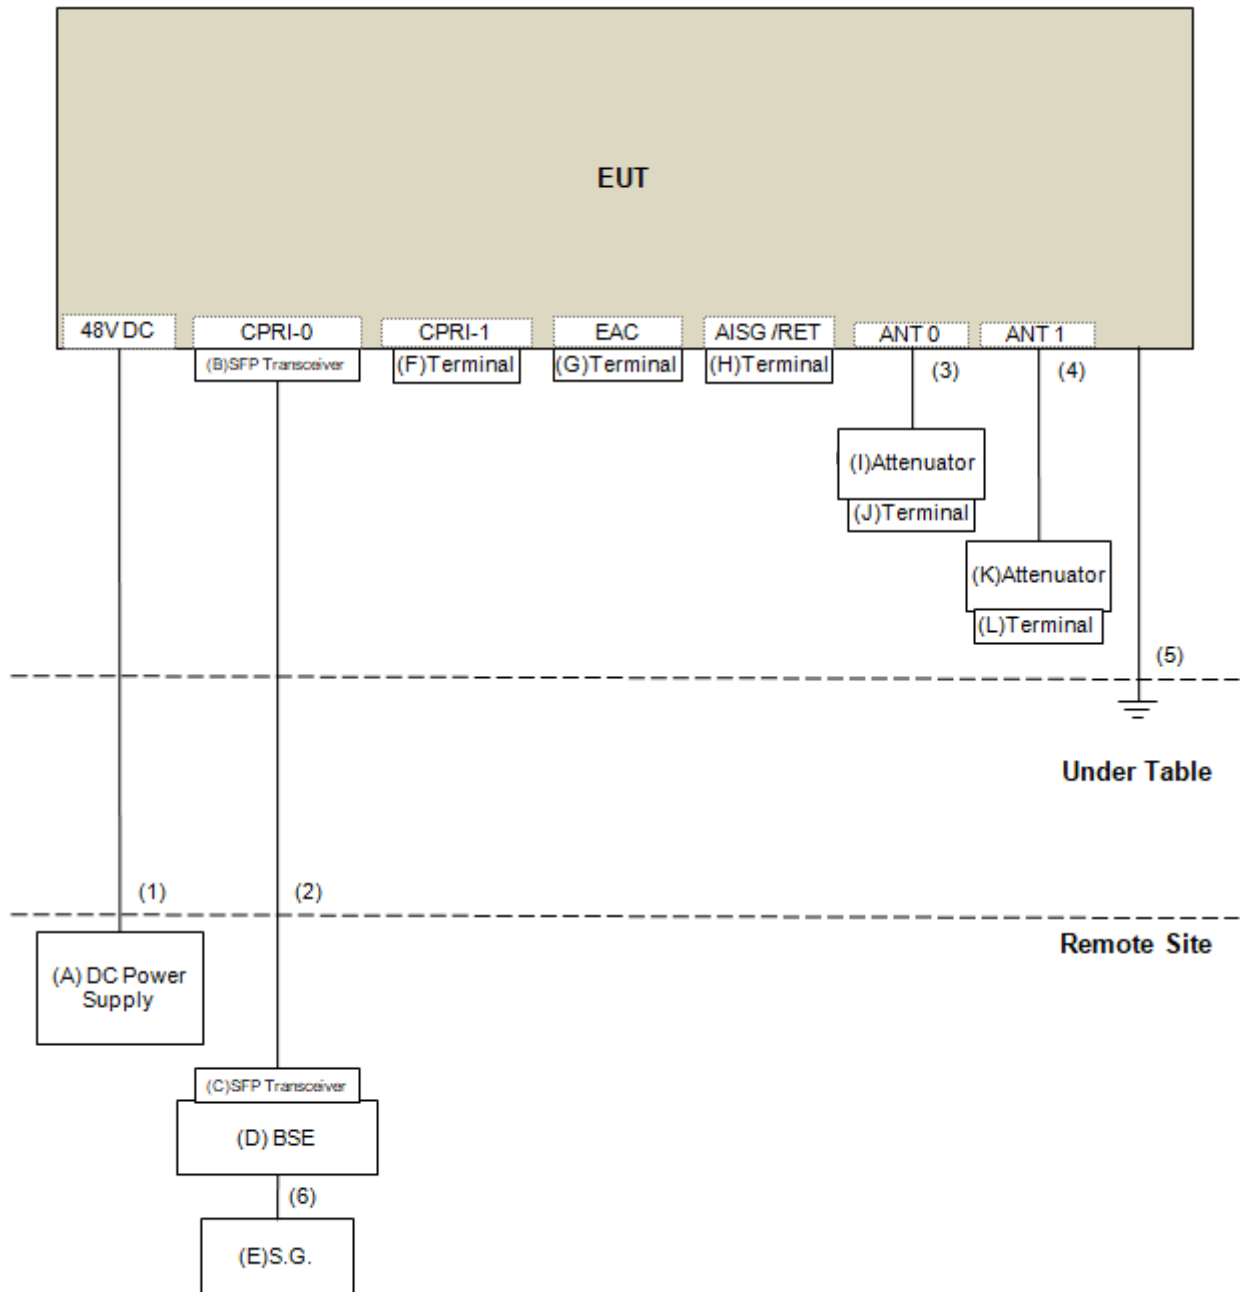 EUT
48V DC
CPRI-0
CPRI-1
EAC
AISG /RET
ANT 0
ANT 1
(B)SFP Transceiver
(F)Terminal
(G)Terminal
(H)Terminal
(3)
(4)
(I)Attenuator
(J)Terminal
(K)Attenuator
(L)Terminal
(5)
Under Table
(1)
(2)
Remote Site
(A) DC Power
Supply
(C)SFP Transceiver
(D) BSE
(6)
(E)S.G.